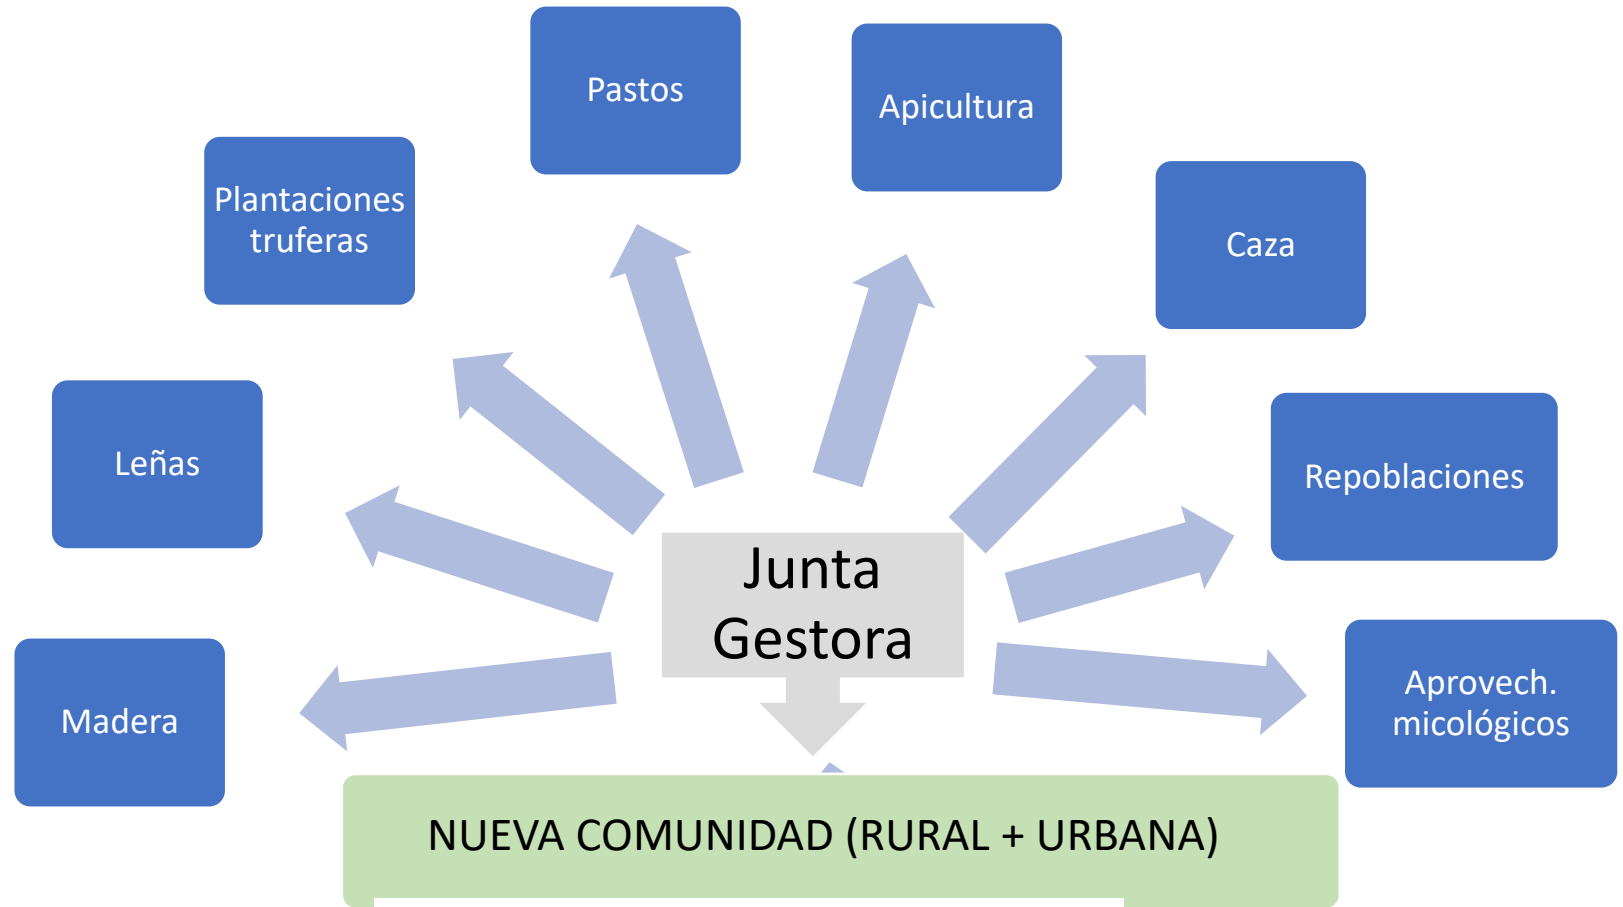 Pastos
Apicultura
Plantaciones
truferas
Caza
Leñas
Repoblaciones
Junta
Gestora
Madera
Aprovech.
micológicos
NUEVA COMUNIDAD (RURAL + URBANA)